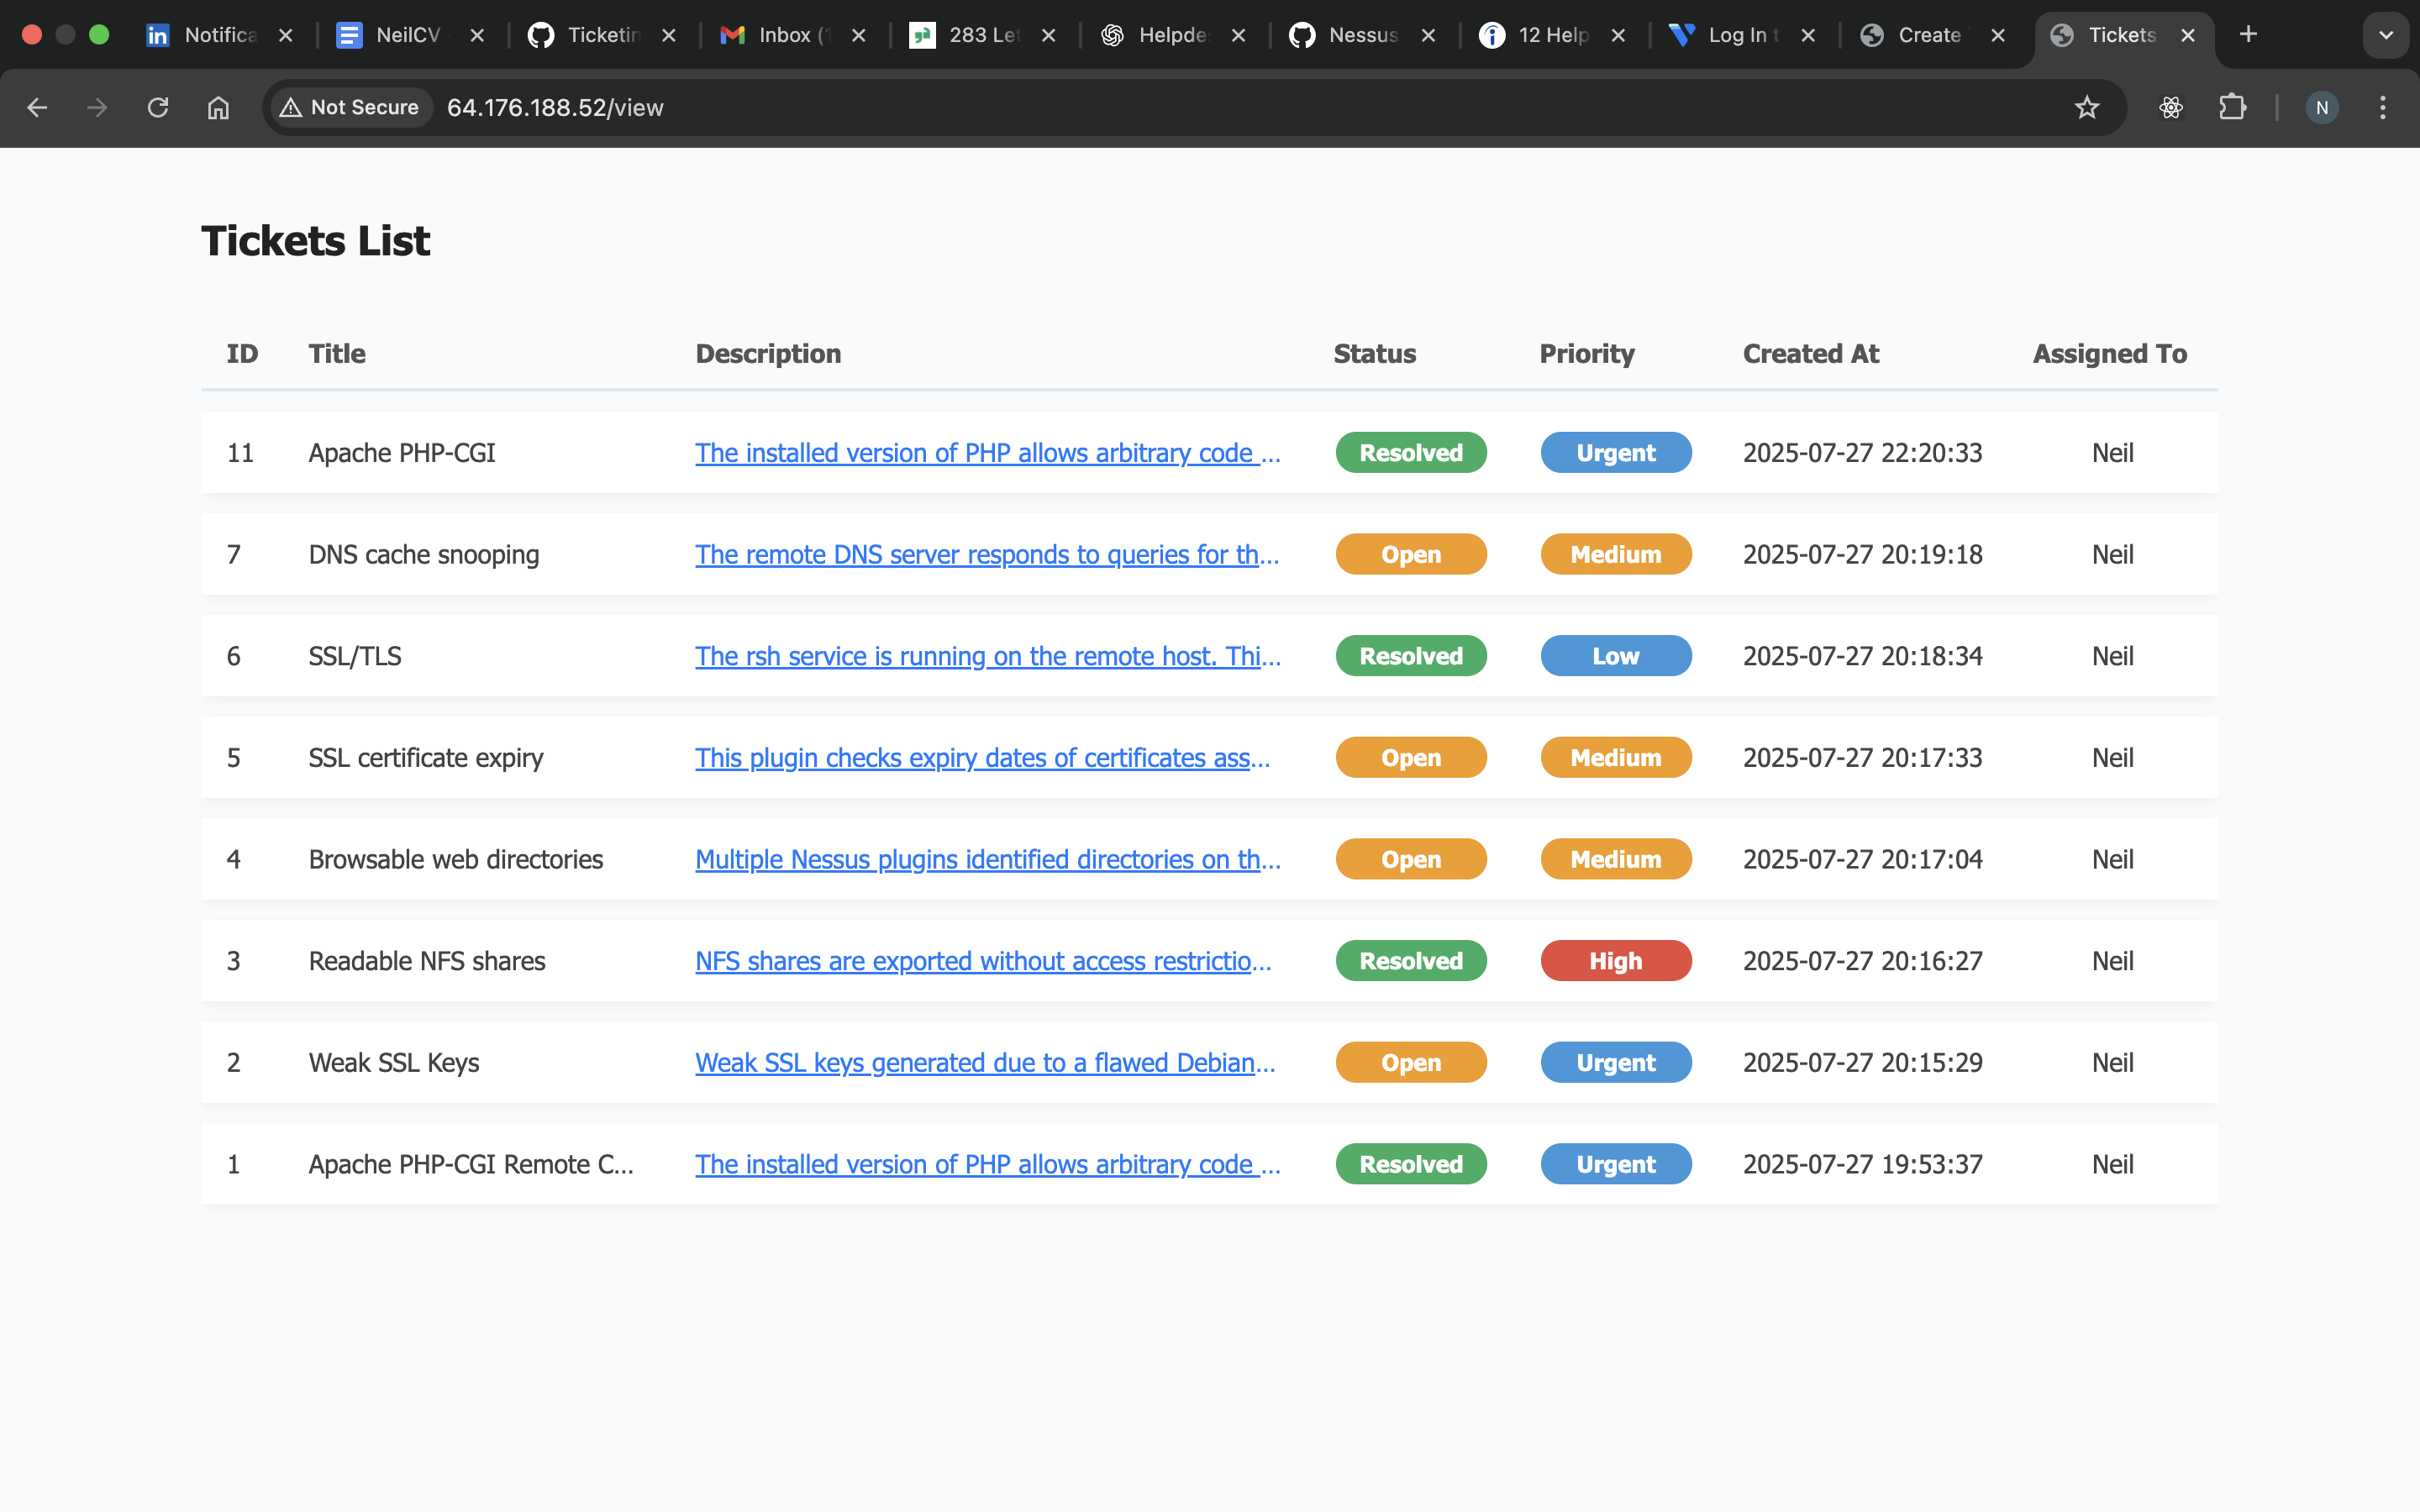 Notifica NeilCV Ticketin Inbox (1 283 Let Helpde Nessus 12 Help Log In t Create Tickets
Not Secure 64.176.188.52/view N
Tickets List
ID Title Description Status Priority Created At Assigned To
11 Apache PHP-CGI The installed version of PHP allows arbitrary code ... Resolved Urgent 2025-07-27 22:20:33 Neil
7 DNS cache snooping The remote DNS server responds to queries for th... Open Medium 2025-07-27 20:19:18 Neil
6 SSL/TLS The rsh service is running on the remote host. Thi... Resolved Low 2025-07-27 20:18:34 Neil
5 SSL certificate expiry This plugin checks expiry dates of certificates ass... Open Medium 2025-07-27 20:17:33 Neil
4 Browsable web directories Multiple Nessus plugins identified directories on th... Open Medium 2025-07-27 20:17:04 Neil
3 Readable NFS shares NFS shares are exported without access restrictio... Resolved High 2025-07-27 20:16:27 Neil
2 Weak SSL Keys Weak SSL keys generated due to a flawed Debian... Open Urgent 2025-07-27 20:15:29 Neil
1 Apache PHP-CGI Remote C... The installed version of PHP allows arbitrary code ... Resolved Urgent 2025-07-27 19:53:37 Neil